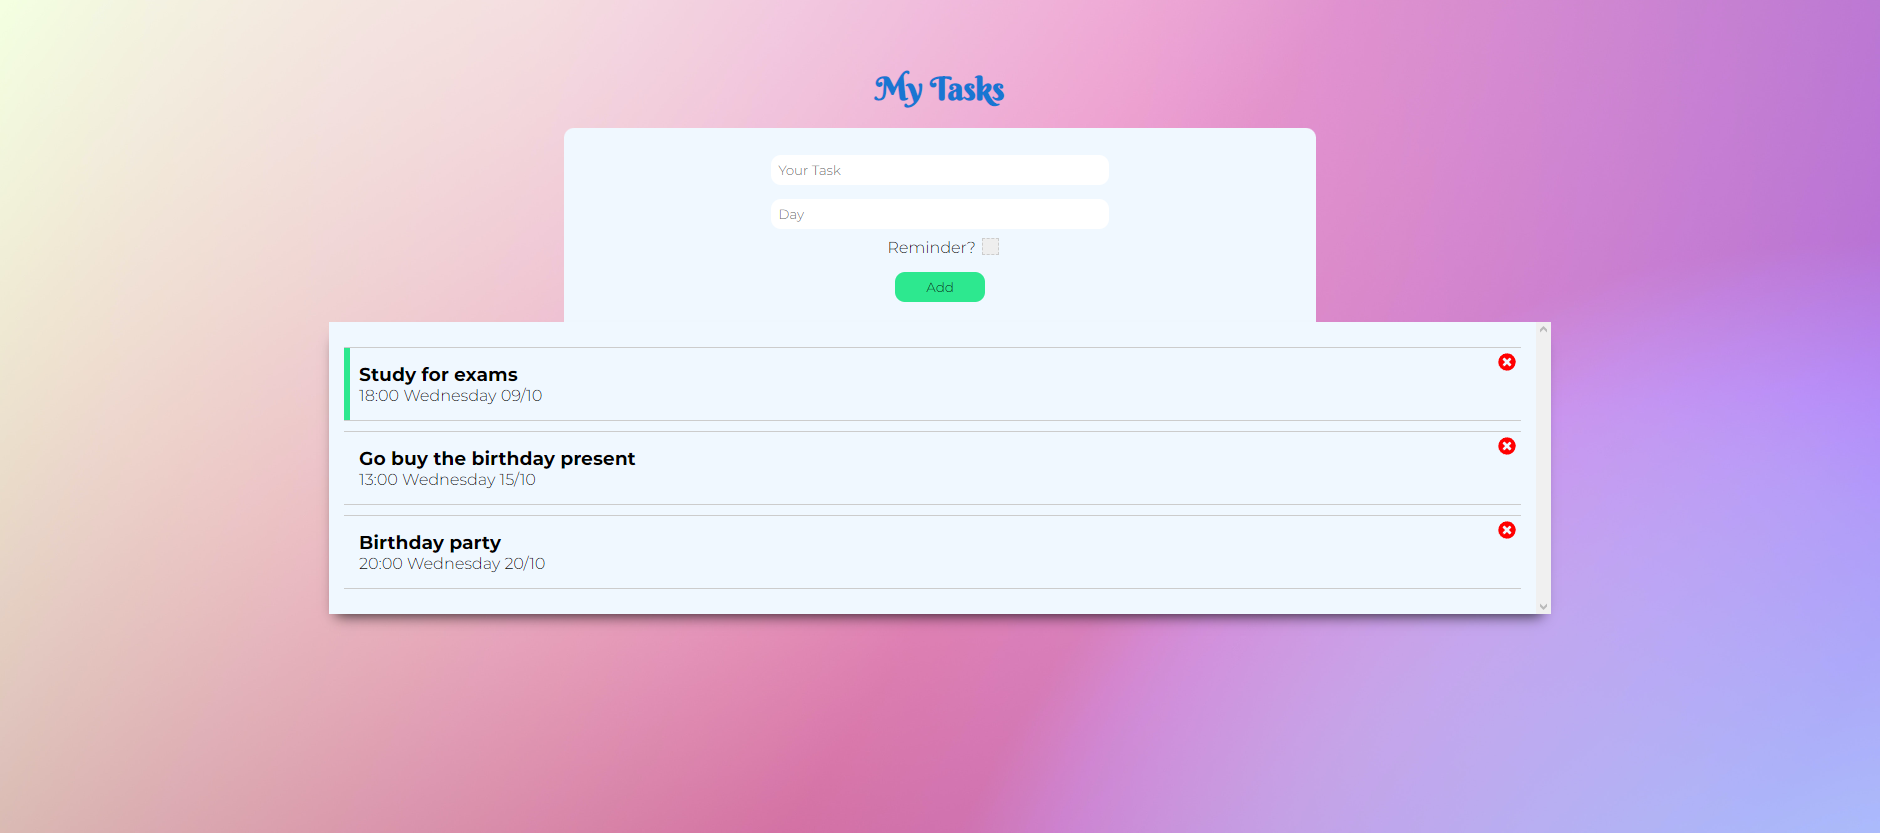 My Tasks
Your Task
Day
Reminder?
Add
Study for exams
18:00 Wednesday 09/10
Go buy the birthday present
13:00 Wednesday 15/10
Birthday party
20:00 Wednesday 20/10